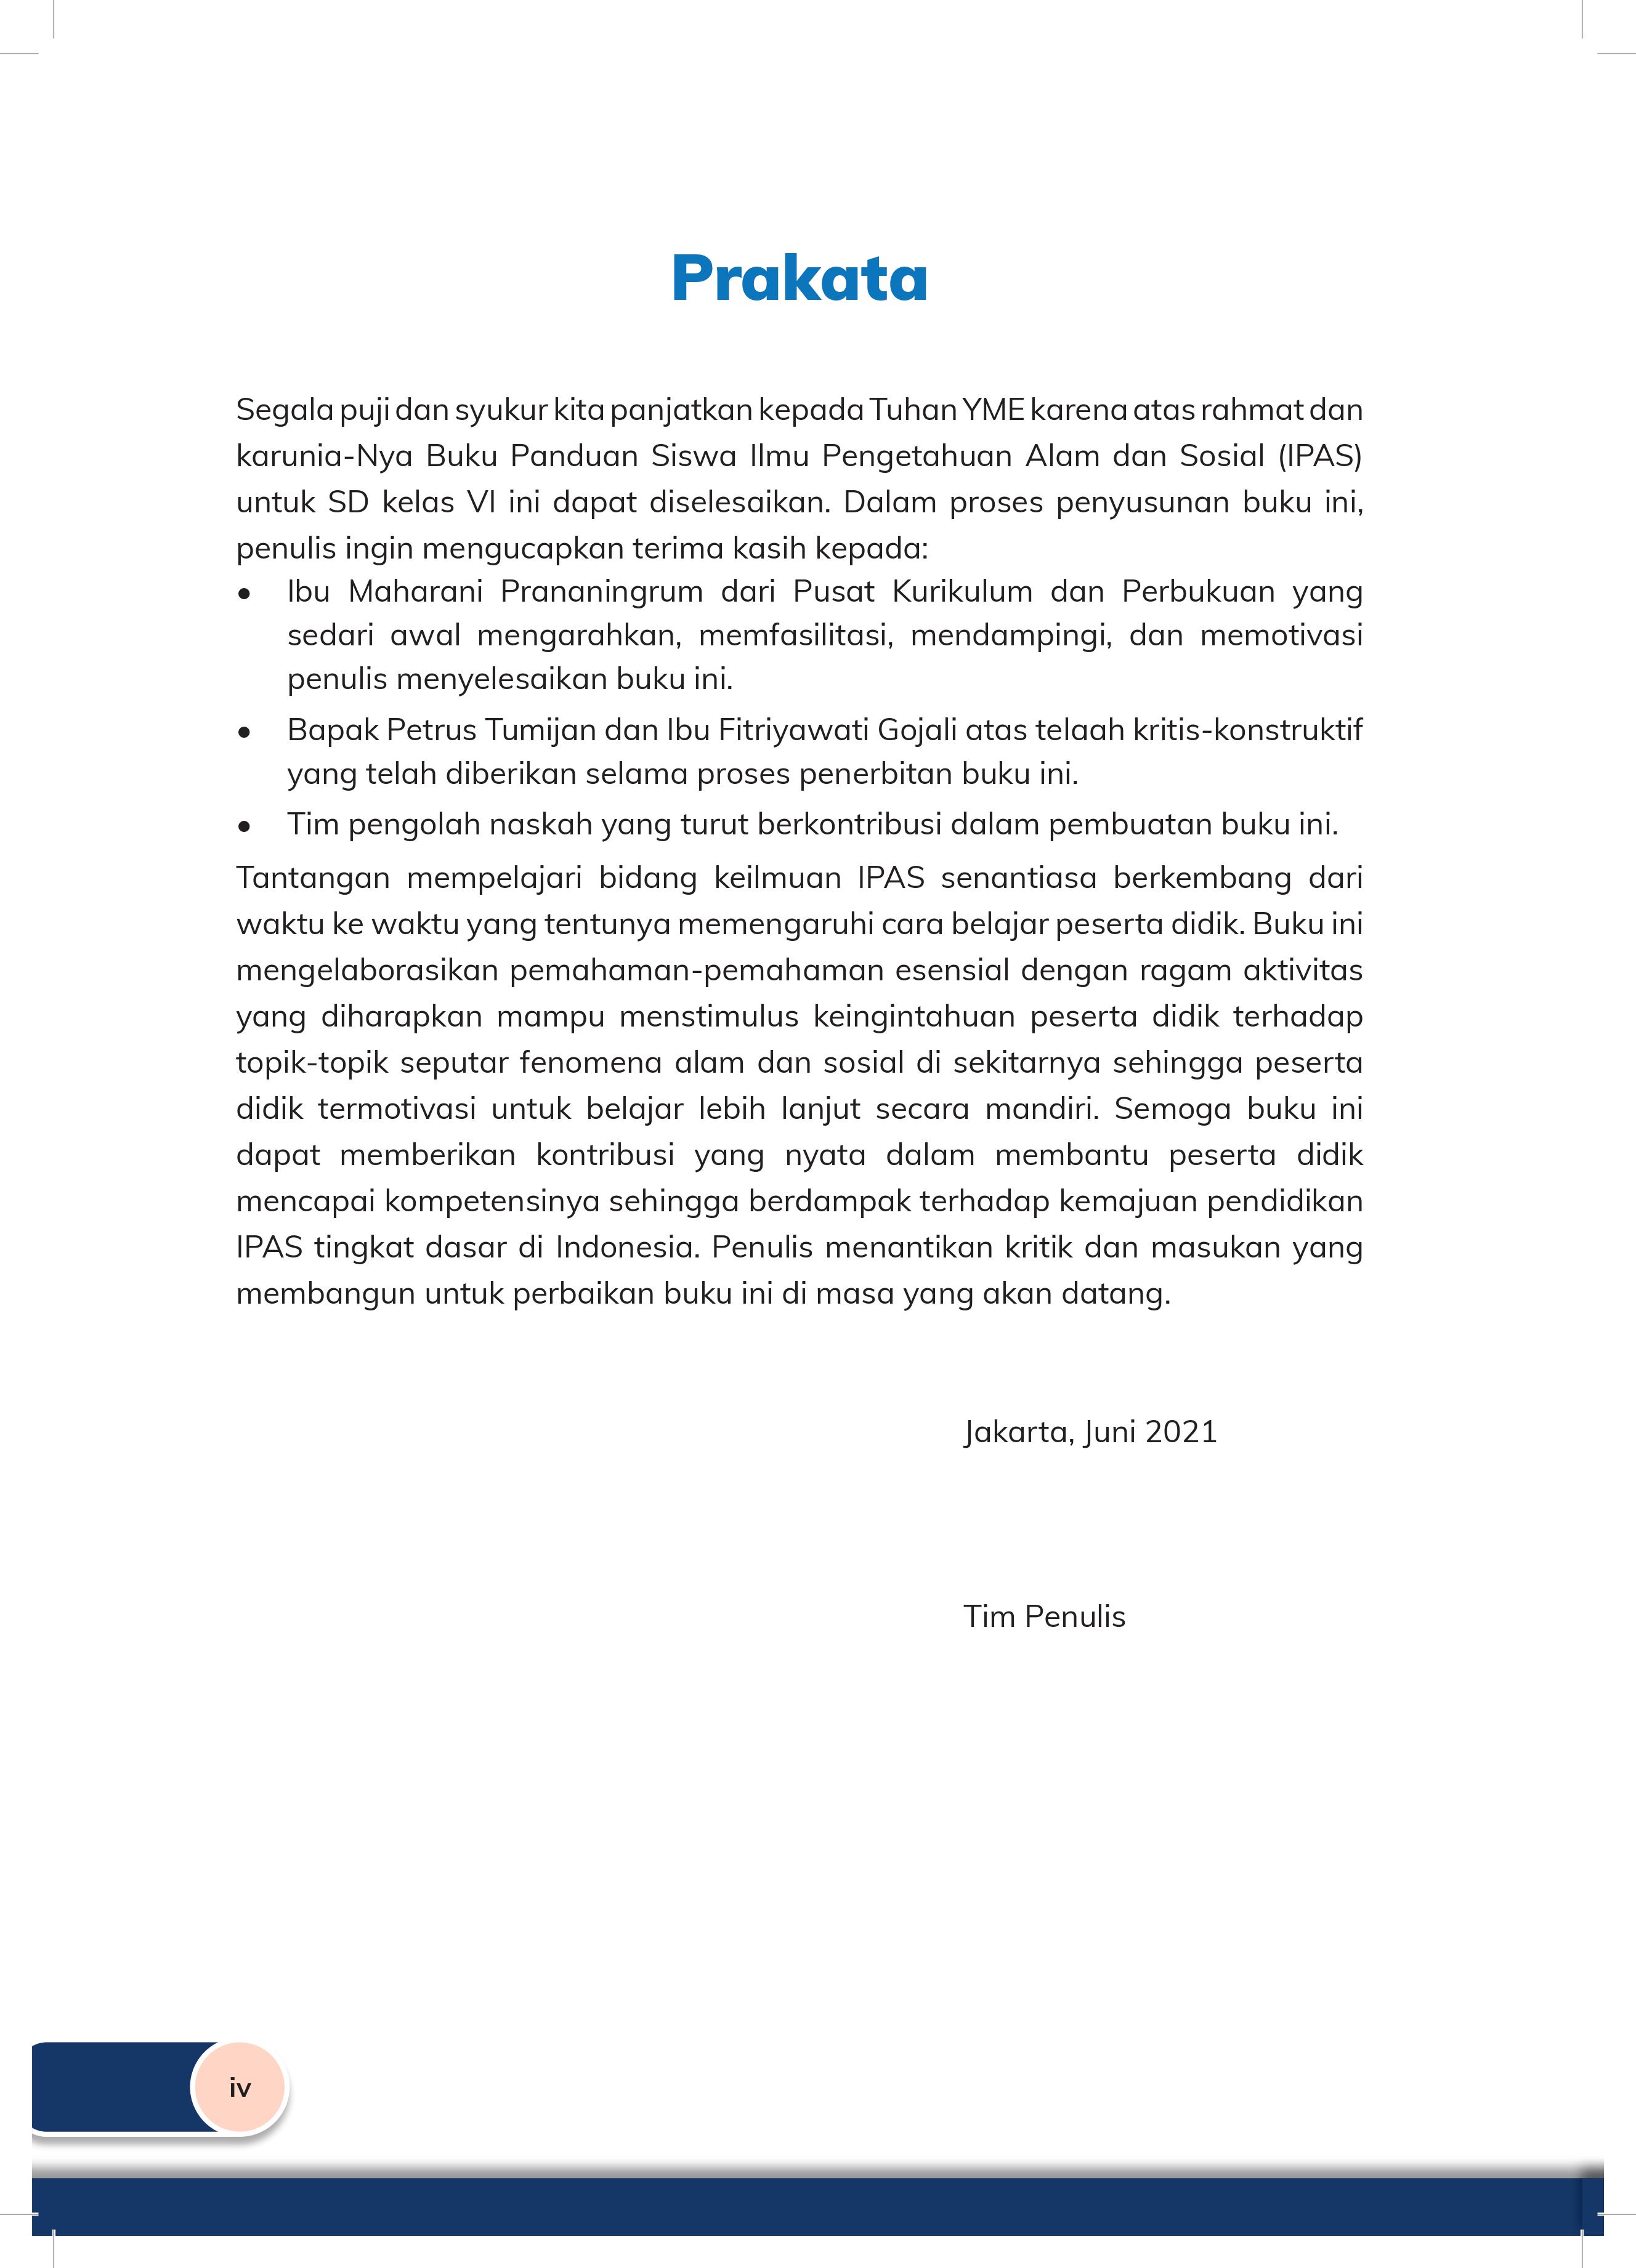 Prakata
Segala puji dan syukur kita panjatkan kepada Tuhan YME karena atas rahmat dan
karunia-Nya Buku Panduan Siswa Ilmu Pengetahuan Alam dan Sosial (IPAS)
untuk SD kelas VI ini dapat diselesaikan. Dalam proses penyusunan buku ini,
penulis ingin mengucapkan terima kasih kepada:
• Ibu Maharani Prananingrum dari Pusat Kurikulum dan Perbukuan yang
sedari awal mengarahkan, memfasilitasi, mendampingi, dan memotivasi
penulis menyelesaikan buku ini.
• Bapak Petrus Tumijan dan Ibu Fitriyawati Gojali atas telaah kritis-konstruktif
yang telah diberikan selama proses penerbitan buku ini.
• Tim pengolah naskah yang turut berkontribusi dalam pembuatan buku ini.
Tantangan mempelajari bidang keilmuan IPAS senantiasa berkembang dari
waktu ke waktu yang tentunya memengaruhi cara belajar peserta didik. Buku ini
mengelaborasikan pemahaman-pemahaman esensial dengan ragam aktivitas
yang diharapkan mampu menstimulus keingintahuan peserta didik terhadap
topik-topik seputar fenomena alam dan sosial di sekitarnya sehingga peserta
didik termotivasi untuk belajar lebih lanjut secara mandiri. Semoga buku ini
dapat memberikan kontribusi yang nyata dalam membantu peserta didik
mencapai kompetensinya sehingga berdampak terhadap kemajuan pendidikan
IPAS tingkat dasar di Indonesia. Penulis menantikan kritik dan masukan yang
membangun untuk perbaikan buku ini di masa yang akan datang.
Jakarta, Juni 2021
Tim Penulis
iv